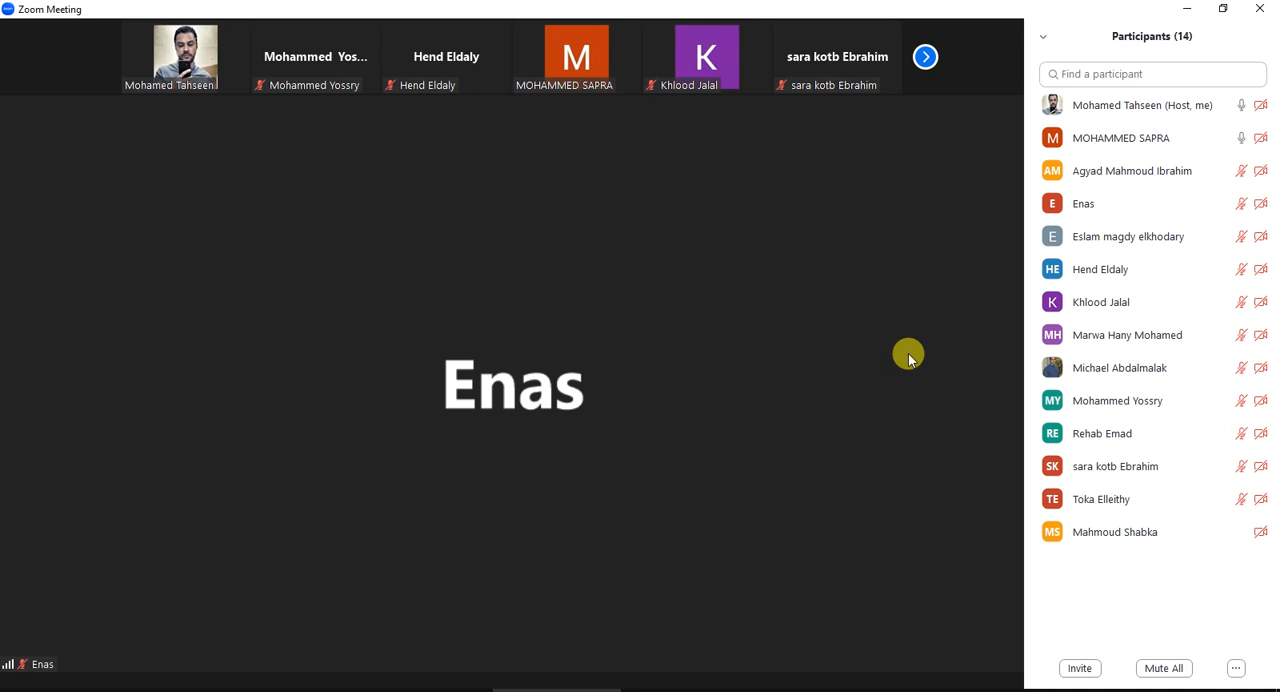 Zoom Meeting
Mohammed Yos...
Hend Eldaly
M
K
sara kotb Ebrahim
Mohamed Tahseen
Mohammed Yossry
Hend Eldaly
MOHAMMED SAPRA
Khlood Jalal
sara kotb Ebrahim
Enas
Enas
Participants (14)
Find a participant
Mohamed Tahseen (Host, me)
M MOHAMMED SAPRA
AM Agyad Mahmoud Ibrahim
E Enas
E Eslam magdy elkhodary
HE Hend Eldaly
K Khlood Jalal
MH Marwa Hany Mohamed
Michael Abdalmalak
MY Mohammed Yossry
RE Rehab Emad
SK sara kotb Ebrahim
TE Toka Elleithy
MS Mahmoud Shabka
Invite Mute All ...